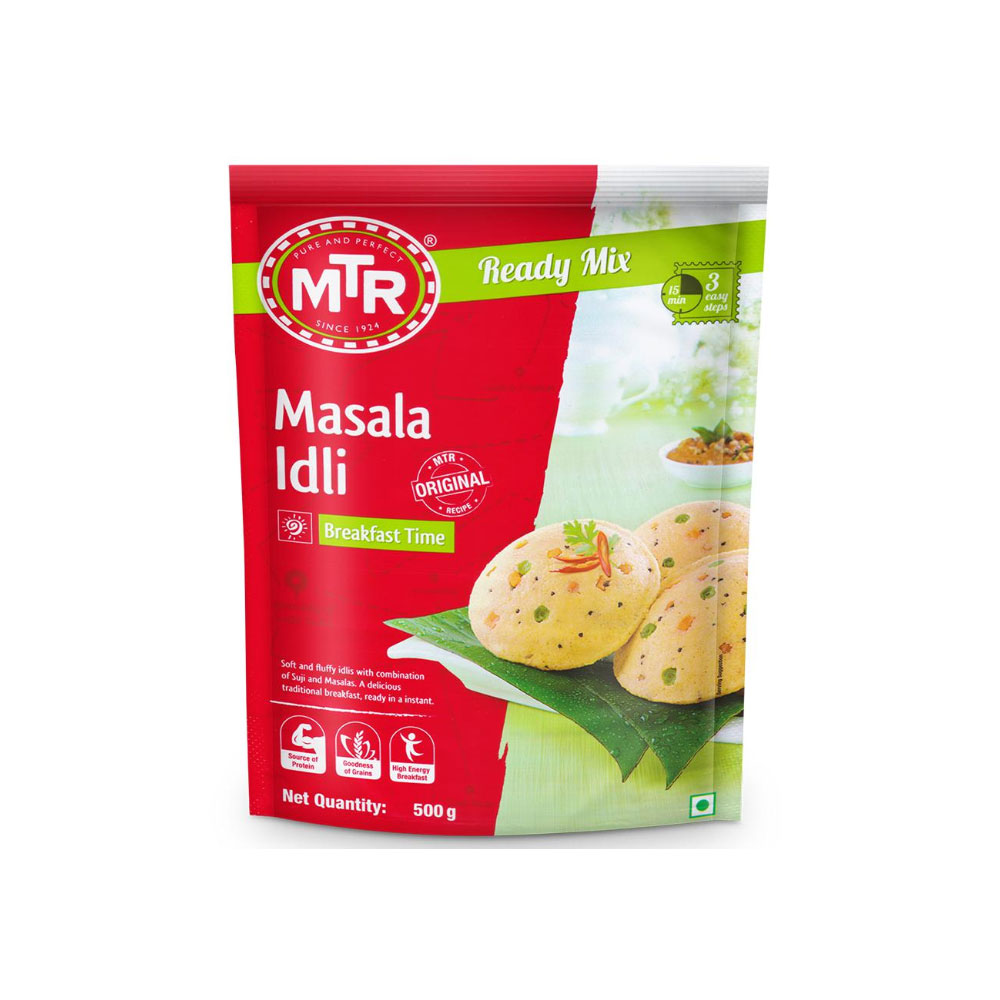 PURE AND PERFECT
MTR
®
SINCE 1924
Ready Mix
15
min
3
easy
steps
Masala
Idli
MTR
ORIGINAL
RECIPE
Breakfast Time
Soft and fluffy idlis with combination
of Suji and Masalas. A delicious
traditional breakfast, ready in a instant.
Source of
Protein
Goodness
of Grains
High Energy
Breakfast
Net Quantity: 500 g
Serving Suggestion